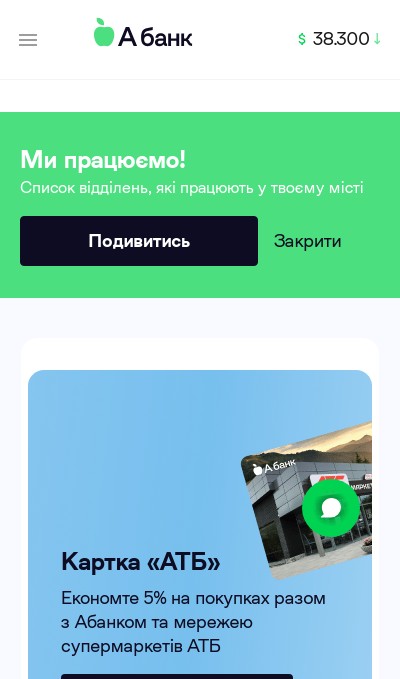 А банк
$ 38.300 ↓
Ми працюємо!
Список відділень, які працюють у твоєму місті
Подивитись
Закрити
А банк
АТБ
Картка «АТБ»
Економте 5% на покупках разом
з Абанком та мережею
супермаркетів АТБ